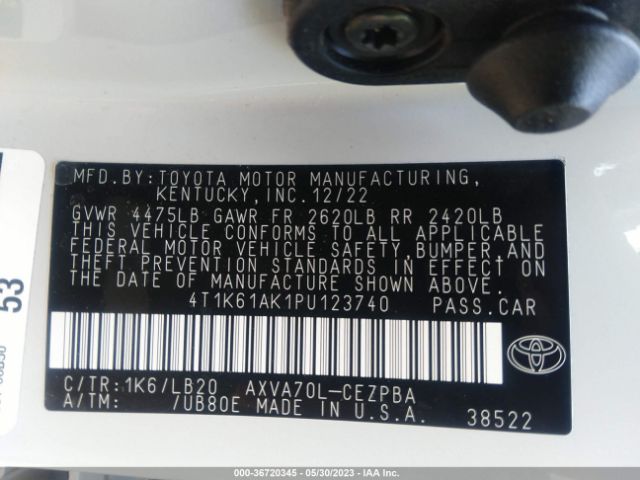 MFD.BY:TOYOTA MOTOR MANUFACTURING,
KENTUCKY,INC.12/22
GVWR 4475LB GAWR FR 2620LB RR 2420LB
THIS VEHICLE CONFORMS TO ALL APPLICABLE
FEDERAL MOTOR VEHICLE SAFETY,BUMPER,AND
THEFT PREVENTION STANDARDS IN EFFECT ON
THE DATE OF MANUFACTURE SHOWN ABOVE.
4T1K61AK1PU123740 PASS.CAR
C/TR:1K6/LB20 AXVA70L-CEZPBA
A/TM: /UB80E MADE IN U.S.A.
38522
53
000-36720345 — 05/30/2023 — IAA Inc.